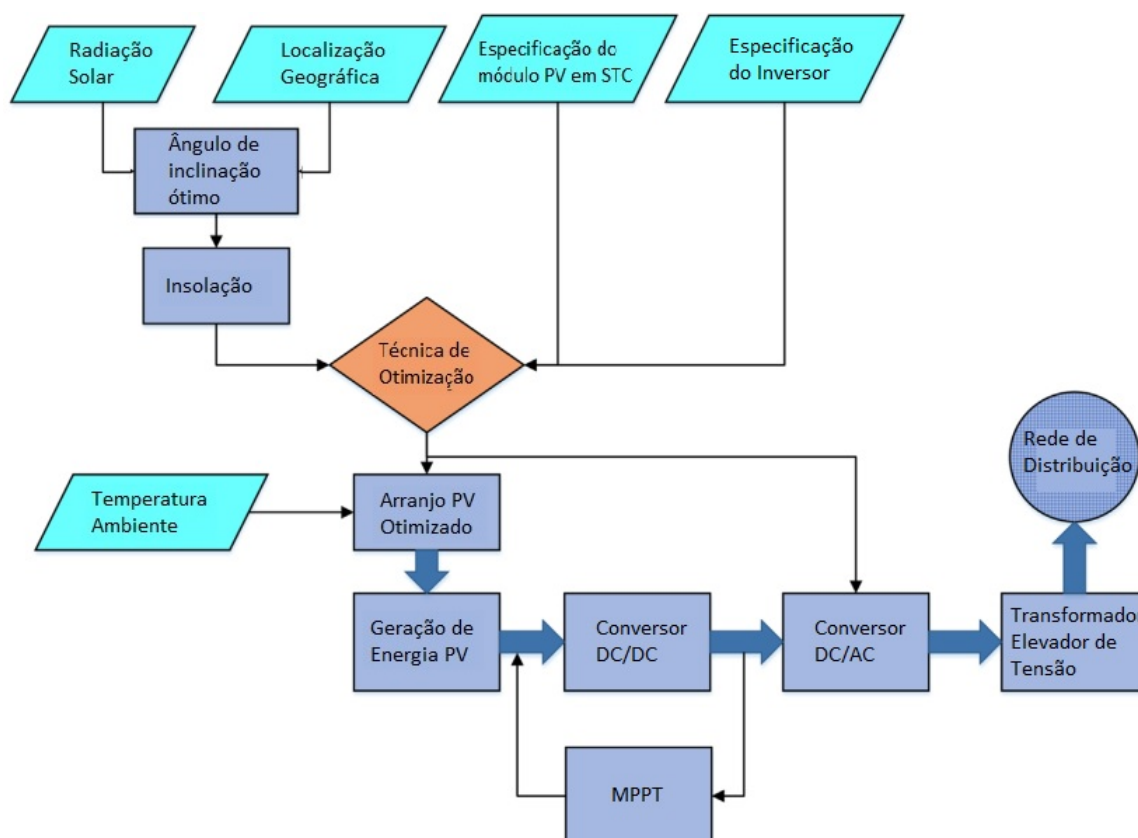 Radiação
Solar
Localização
Geográfica
Especificação do
módulo PV em STC
Especificação
do Inversor
Ângulo de
inclinação
ótimo
Insolação
Técnica de
Otimização
Rede de
Distribuição
Temperatura
Ambiente
Arranjo PV
Otimizado
Geração de
Energia PV
Conversor
DC/DC
Conversor
DC/AC
Transformador
Elevador de
Tensão
MPPT